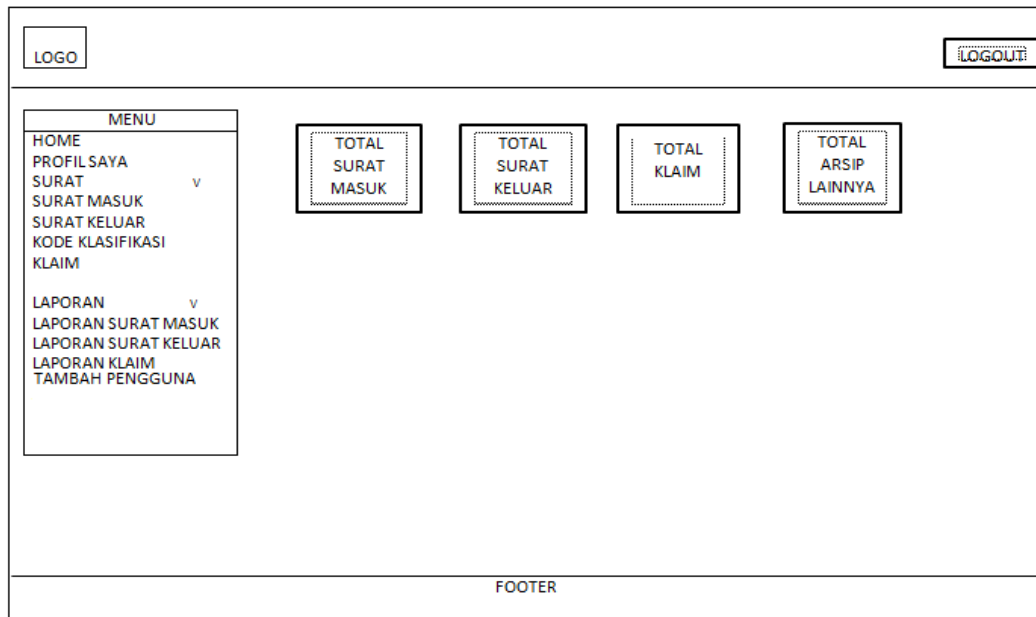 LOGO
LOGOUT
MENU
HOME
PROFIL SAYA
SURAT v
SURAT MASUK
SURAT KELUAR
KODE KLASIFIKASI
KLAIM
LAPORAN v
LAPORAN SURAT MASUK
LAPORAN SURAT KELUAR
LAPORAN KLAIM
TAMBAH PENGGUNA
TOTAL
SURAT
MASUK
TOTAL
SURAT
KELUAR
TOTAL
KLAIM
TOTAL
ARSIP
LAINNYA
FOOTER